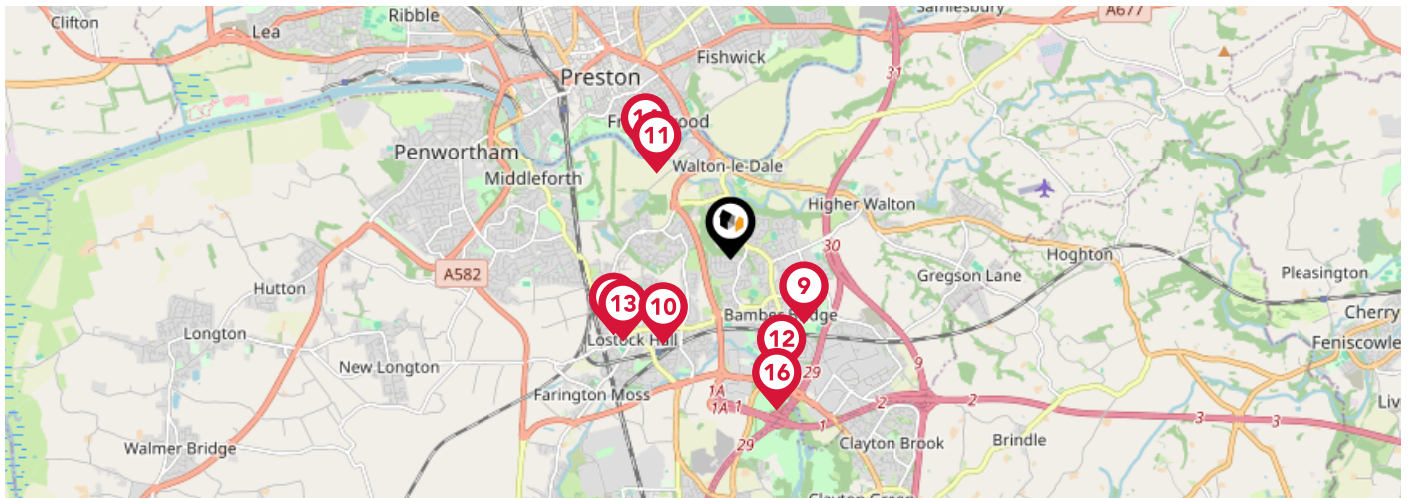 Clifton
Ribble
Samlesbury
A677
Lea
Fishwick
31
Preston
11
Penwortham
Walton-le-Dale
Middleforth
Higher Walton
30
Hoghton
A582
Gregson Lane
Pleasington
Hutton
9
13
10
Bamber Bridge
Cherry
Longton
Lostock Hall
12
Feniscowle
New Longton
9
16
29
Farington Moss
1A
1A
1
2
2
3
3
1
Walmer Bridge
29
Clayton Brook
Brindle
Clayton Green